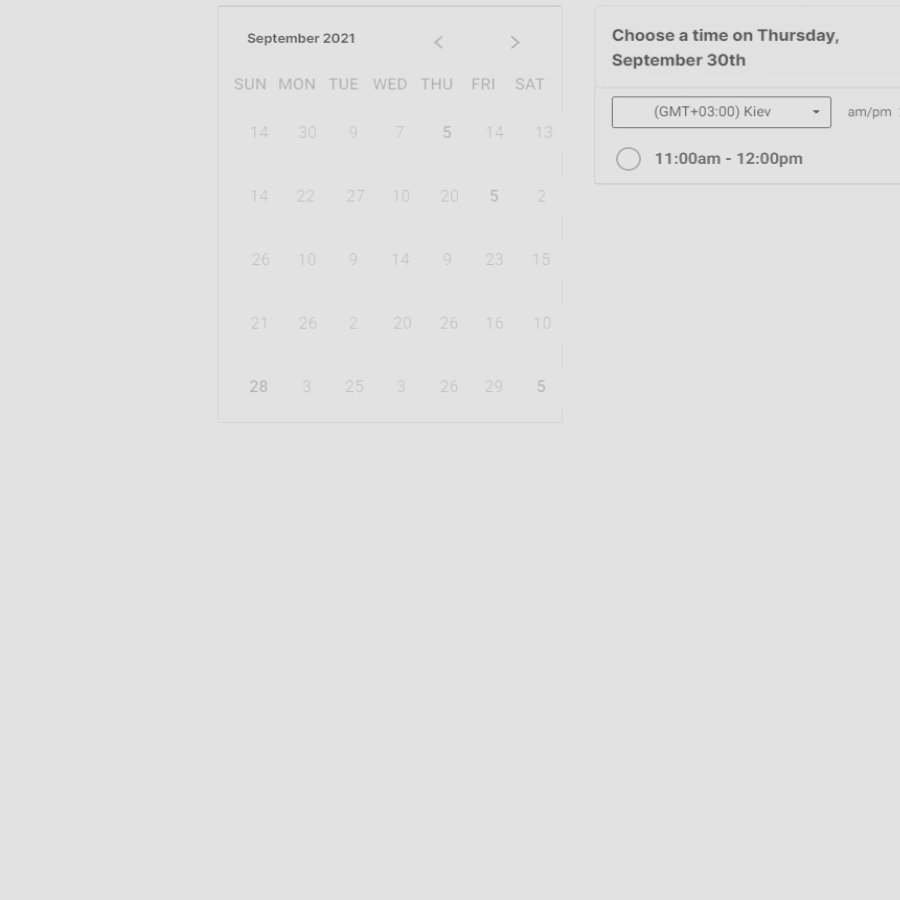 September 2021
SUN MON TUE WED THU FRI SAT
14 30 9 7 5 14 13
14 22 27 10 20 5 2
26 10 9 14 9 23 15
21 26 2 20 26 16 10
28 3 25 3 26 29 5
Choose a time on Thursday,
September 30th
(GMT+03:00) Kiev am/pm
11:00am - 12:00pm